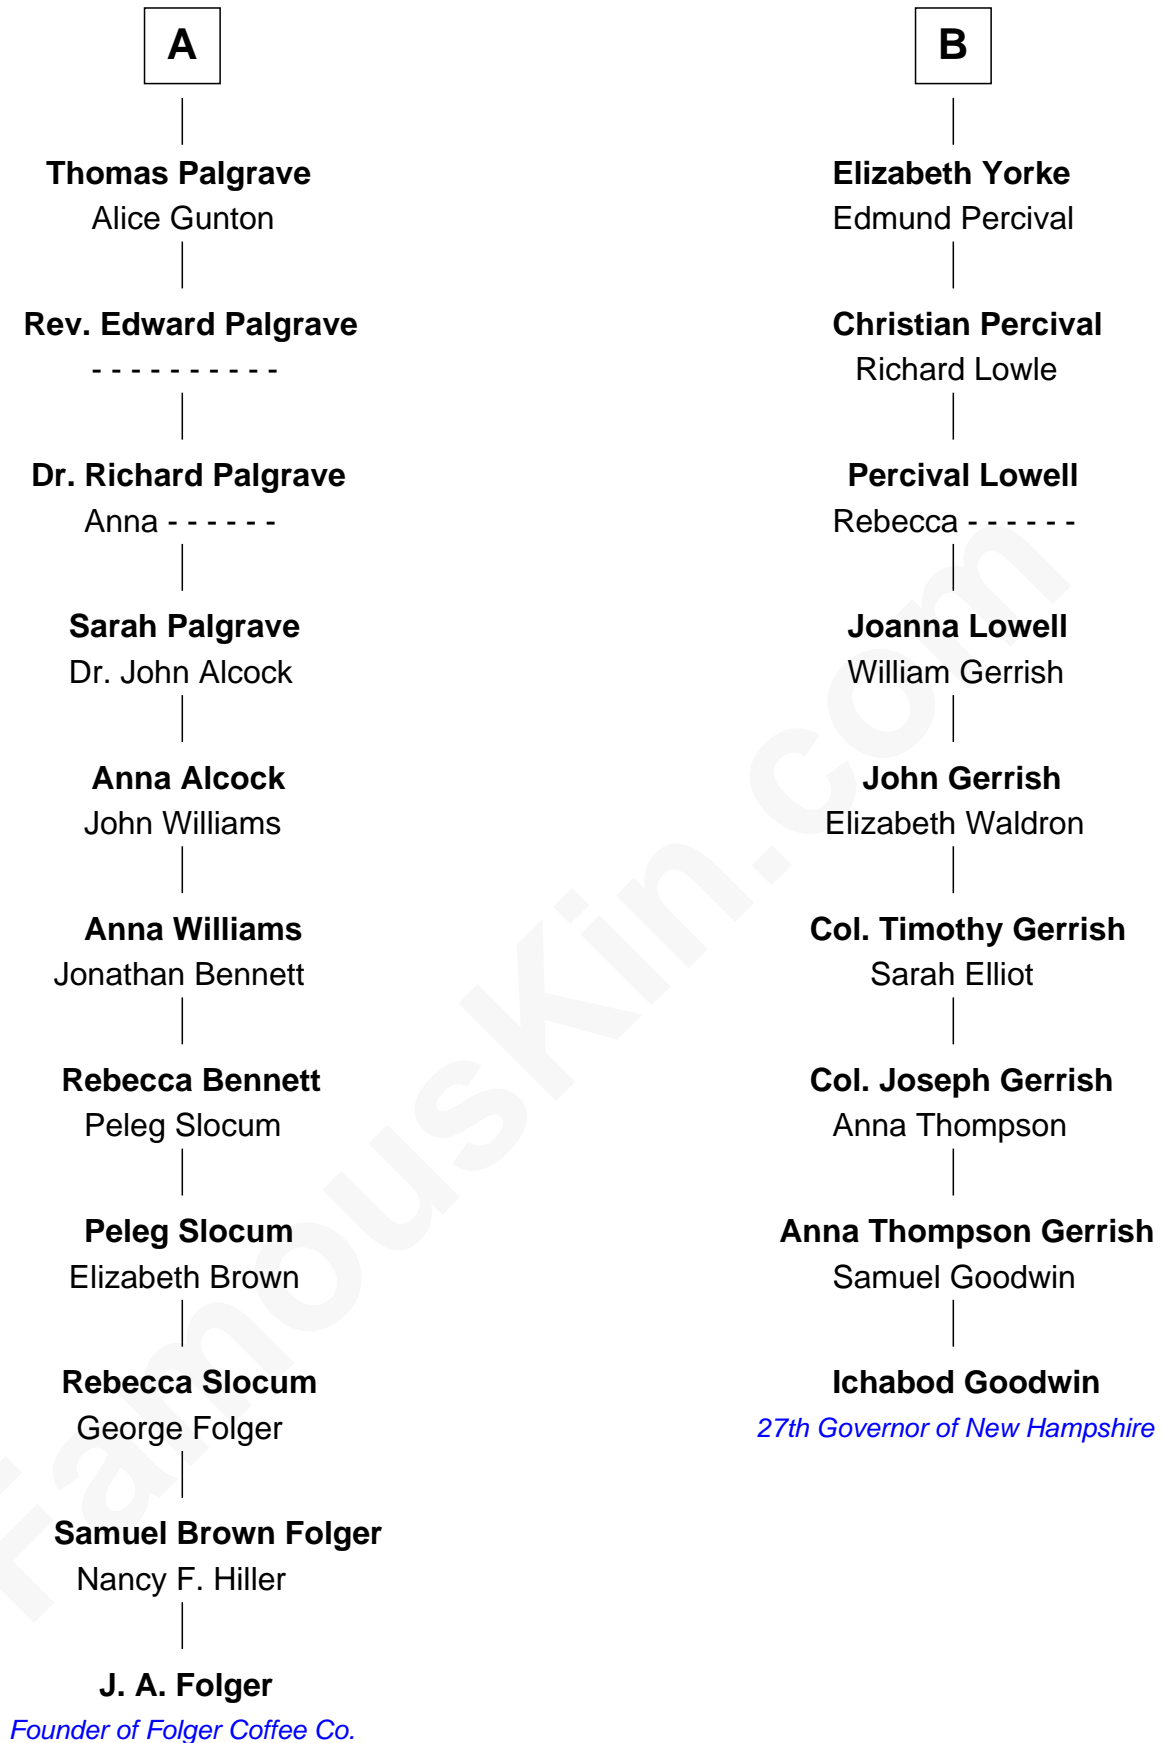 A
Thomas Palgrave
Alice Gunton
Rev. Edward Palgrave
- - - - - - - - - -
Dr. Richard Palgrave
Anna - - - - - -
Sarah Palgrave
Dr. John Alcock
Anna Alcock
John Williams
Anna Williams
Jonathan Bennett
Rebecca Bennett
Peleg Slocum
Peleg Slocum
Elizabeth Brown
Rebecca Slocum
George Folger
Samuel Brown Folger
Nancy F. Hiller
J. A. Folger
Founder of Folger Coffee Co.
B
Elizabeth Yorke
Edmund Percival
Christian Percival
Richard Lowle
Percival Lowell
Rebecca - - - - - -
Joanna Lowell
William Gerrish
John Gerrish
Elizabeth Waldron
Col. Timothy Gerrish
Sarah Elliot
Col. Joseph Gerrish
Anna Thompson
Anna Thompson Gerrish
Samuel Goodwin
Ichabod Goodwin
27th Governor of New Hampshire
FamousKin.com